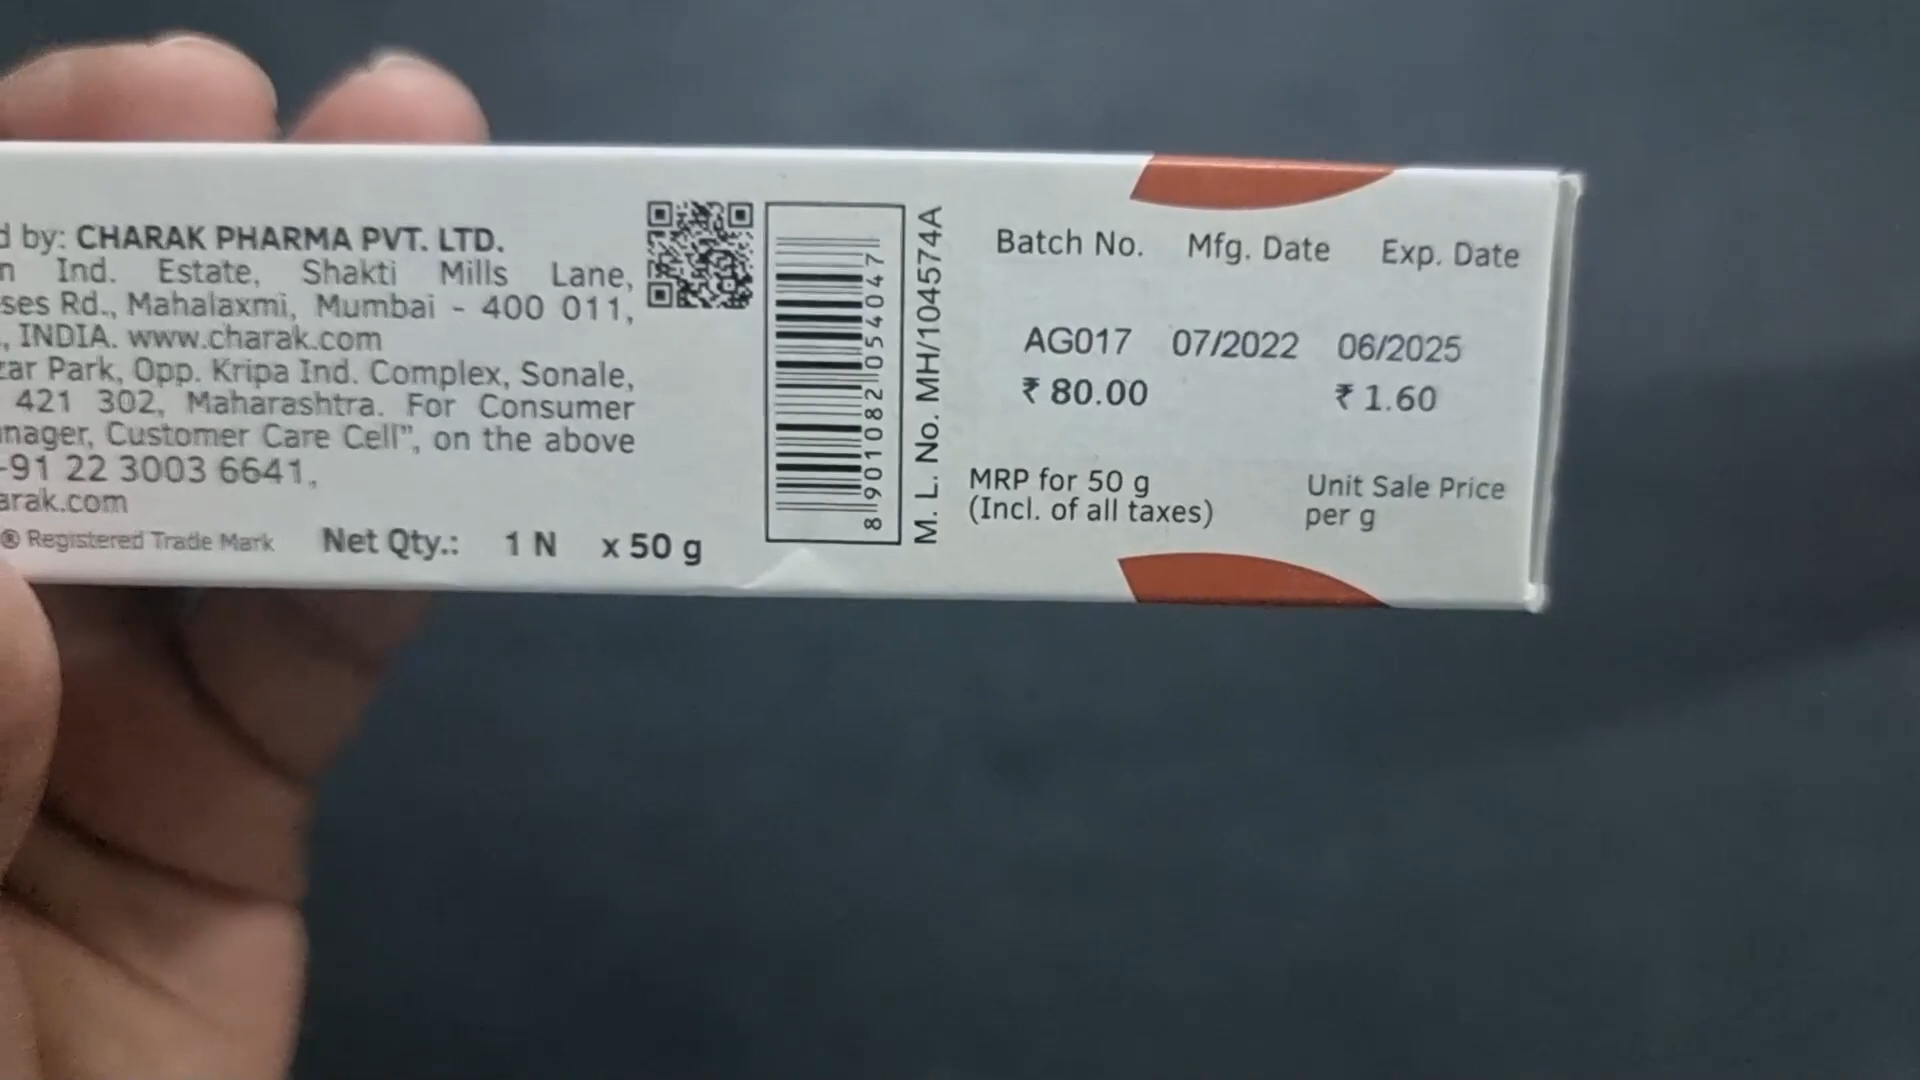 d by: CHARAK PHARMA PVT. LTD.
n Ind. Estate, Shakti Mills Lane,
ses Rd., Mahalaxmi, Mumbai - 400 011,
, INDIA. www.charak.com
zar Park, Opp. Kripa Ind. Complex, Sonale,
421 302, Maharashtra. For Consumer
nager, Customer Care Cell”, on the above
-91 22 3003 6641,
arak.com
® Registered Trade Mark Net Qty.: 1 N x 50 g
8 901082 054047
M. L. No. MH/104574A
Batch No. Mfg. Date Exp. Date
AG017 07/2022 06/2025
₹ 80.00 ₹ 1.60
MRP for 50 g
(Incl. of all taxes)
Unit Sale Price
per g